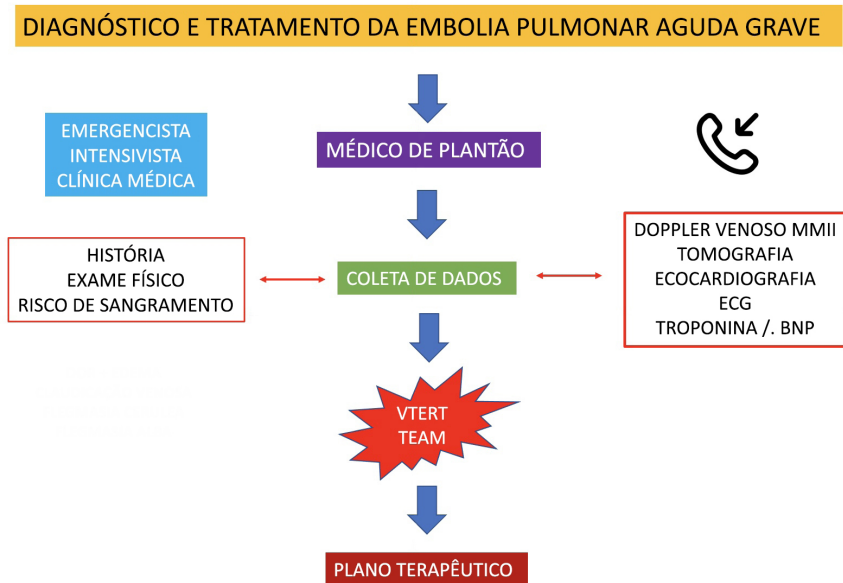 DIAGNÓSTICO E TRATAMENTO DA EMBOLIA PULMONAR AGUDA GRAVE
EMERGENCISTA
INTENSIVISTA
CLÍNICA MÉDICA
MÉDICO DE PLANTÃO
HISTÓRIA
EXAME FÍSICO
RISCO DE SANGRAMENTO
COLETA DE DADOS
DOPPLER VENOSO MMII
TOMOGRAFIA
ECOCARDIOGRAFIA
ECG
TROPONINA /. BNP
VTERT
TEAM
PLANO TERAPÊUTICO